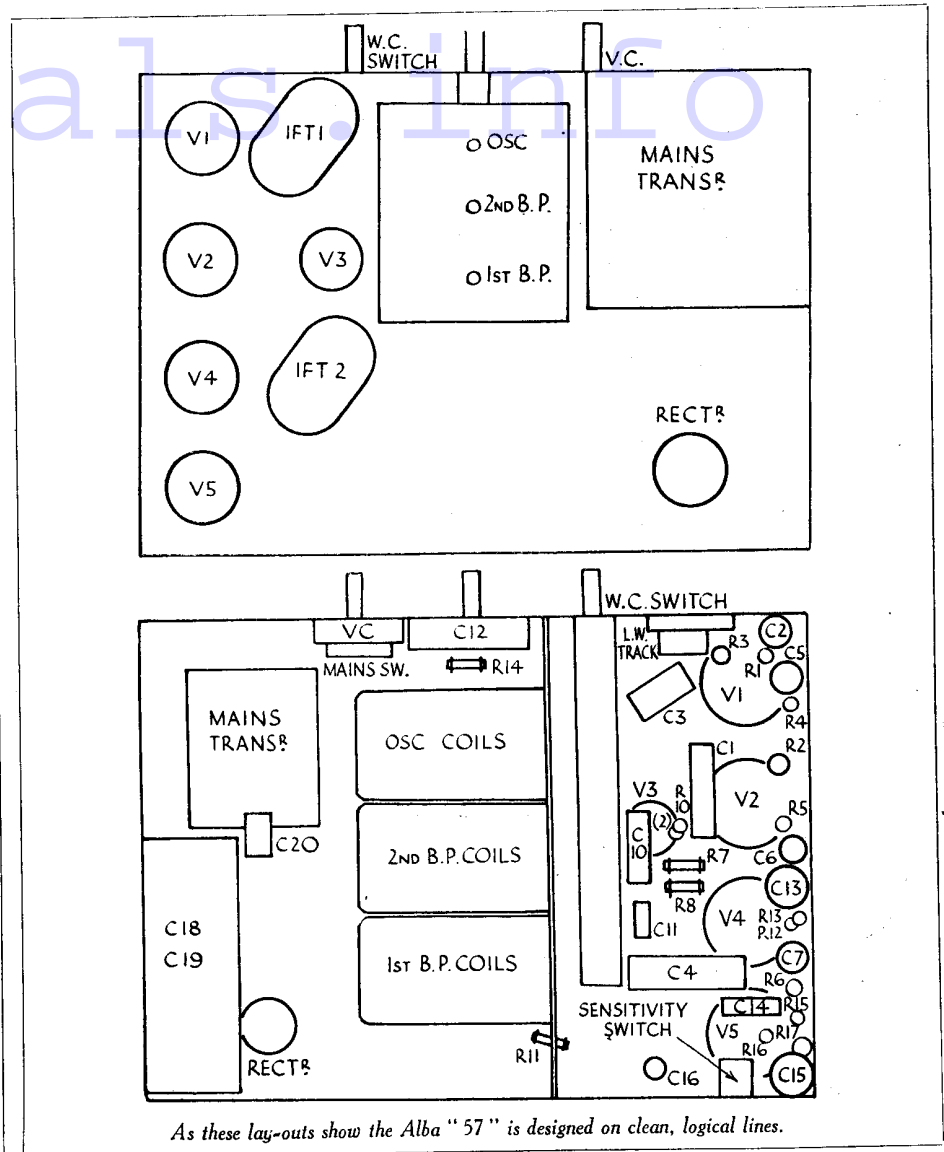 als.info
W.C.
SWITCH
V.C.
V1
IFT1
OSC
MAINS
TRANSR.
2ND B.P.
V2
V3
1ST B.P.
V4
IFT 2
RECTR.
V5
W.C. SWITCH
VC
C12
L.W.
TRACK
R3
C2
MAINS SW.
R14
R1
C5
V1
C3
R4
MAINS
TRANSR.
OSC COILS
C1
R2
V3
R
10
V2
(2)
R5
C20
C
10
2ND B.P. COILS
R7
C6
R8
C13
C18
C19
C11
V4
R13
R.12
1ST B.P. COILS
C4
C7
R6
SENSITIVITY
SWITCH
C14
R15
V5
R17
R16
R11
RECTR.
C16
C15
As these lay-outs show the Alba "57" is designed on clean, logical lines.